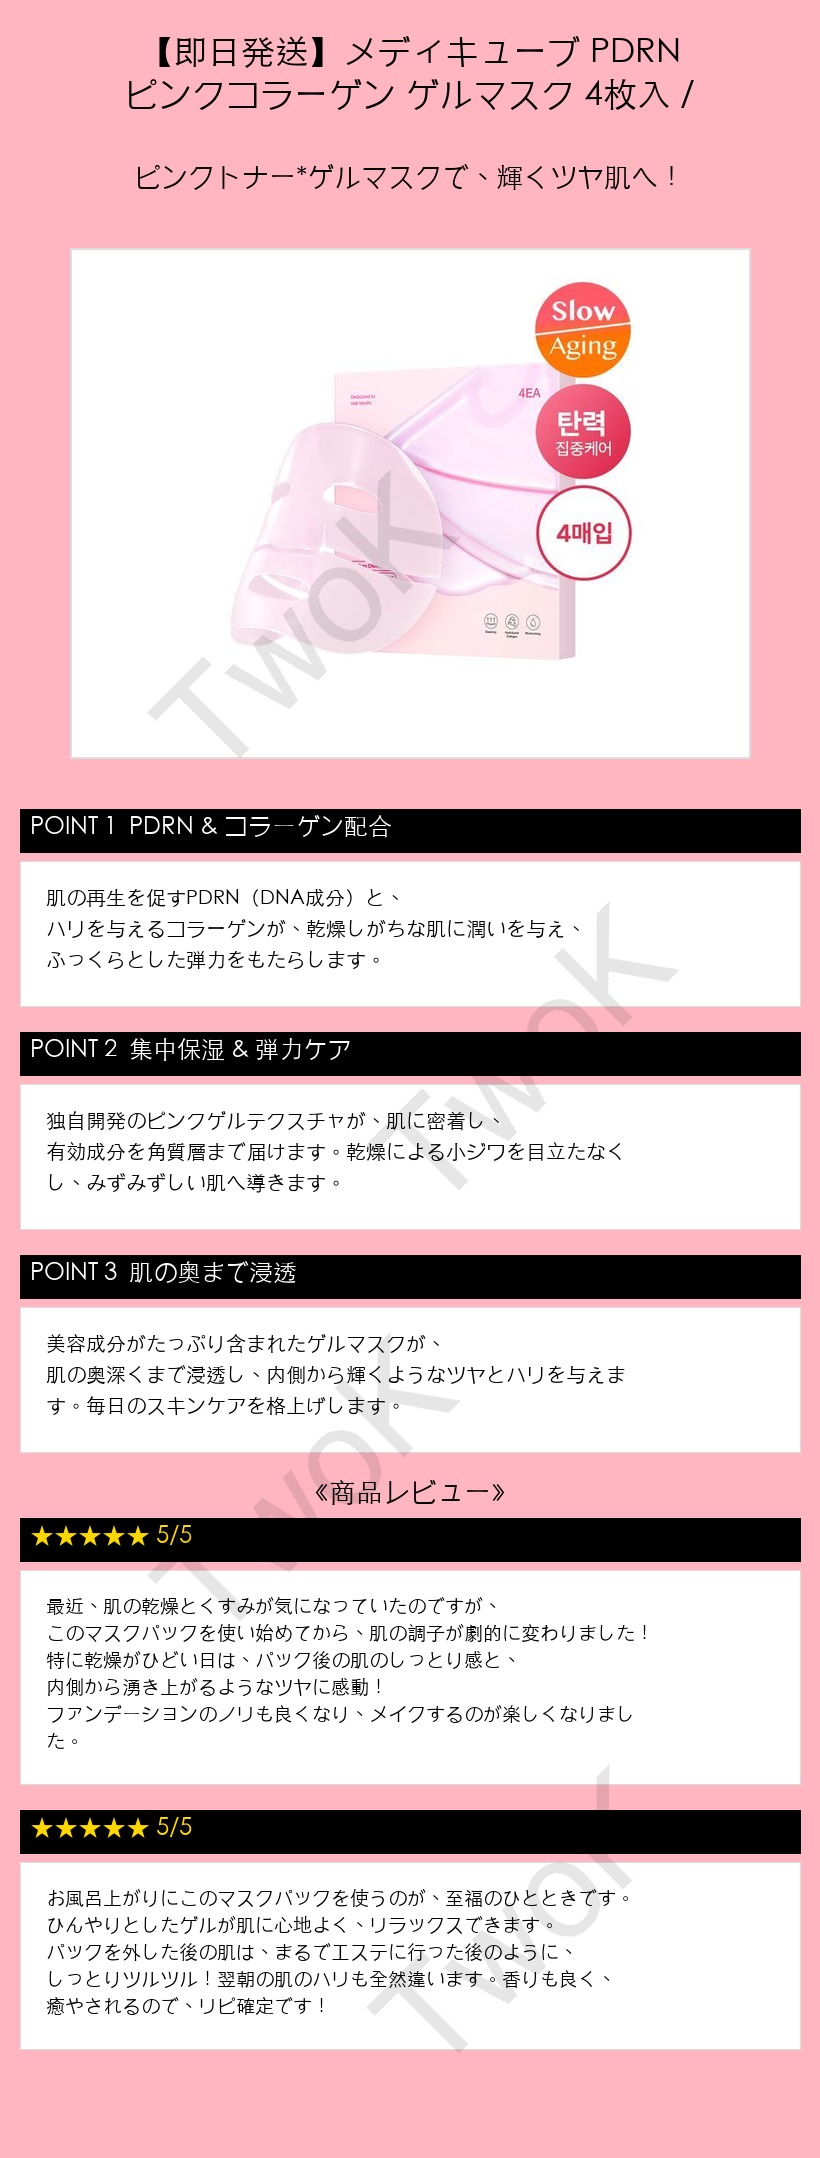 【即日発送】メディキューブ PDRN
ピンクコラーゲン ゲルマスク 4枚入 /
ピンクトナー*ゲルマスクで、輝くツヤ肌へ！
Slow
Aging
Dedicated to
real results
4EA
탄력
집중케어
4매입
Elasticity
Hydrolyzed
Collagen
Moisturizing
TwoK
POINT 1 PDRN & コラーゲン配合
肌の再生を促すPDRN（DNA成分）と、
ハリを与えるコラーゲンが、乾燥しがちな肌に潤いを与え、
ふっくらとした弾力をもたらします。
TwoK
POINT 2 集中保湿 & 弾力ケア
独自開発のピンクゲルテクスチャが、肌に密着し、
有効成分を角質層まで届けます。乾燥による小ジワを目立たなく
し、みずみずしい肌へ導きます。
POINT 3 肌の奥まで浸透
美容成分がたっぷり含まれたゲルマスクが、
肌の奥深くまで浸透し、内側から輝くようなツヤとハリを与えま
す。毎日のスキンケアを格上げします。
TwoK
《商品レビュー》
★★★★★ 5/5
最近、肌の乾燥とくすみが気になっていたのですが、
このマスクパックを使い始めてから、肌の調子が劇的に変わりました！
特に乾燥がひどい日は、パック後の肌のしっとり感と、
内側から湧き上がるようなツヤに感動！
ファンデーションのノリも良くなり、メイクするのが楽しくなりまし
た。
★★★★★ 5/5
お風呂上がりにこのマスクパックを使うのが、至福のひとときです。
ひんやりとしたゲルが肌に心地よく、リラックスできます。
パックを外した後の肌は、まるでエステに行った後のように、
しっとりツルツル！翌朝の肌のハリも全然違います。香りも良く、
癒やされるので、リピ確定です！
TwoK